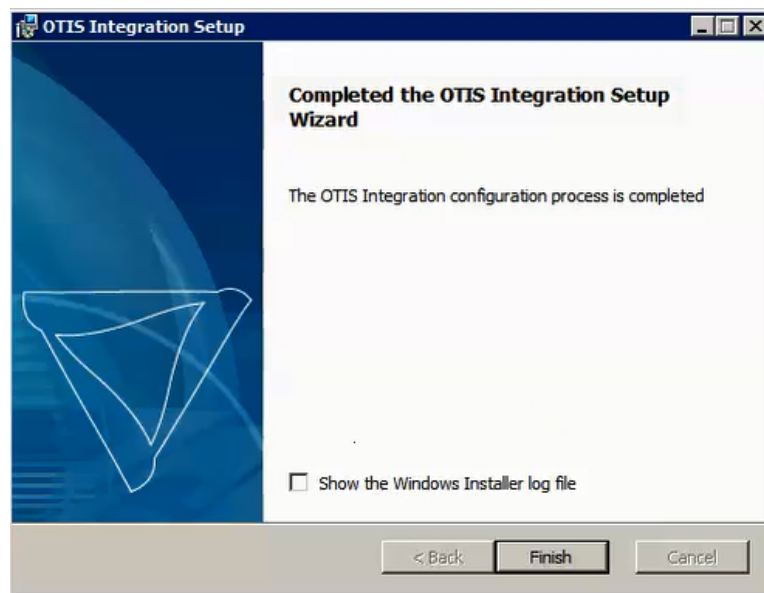 OTIS Integration Setup
Completed the OTIS Integration Setup
Wizard
The OTIS Integration configuration process is completed
Show the Windows Installer log file
< Back
Finish
Cancel